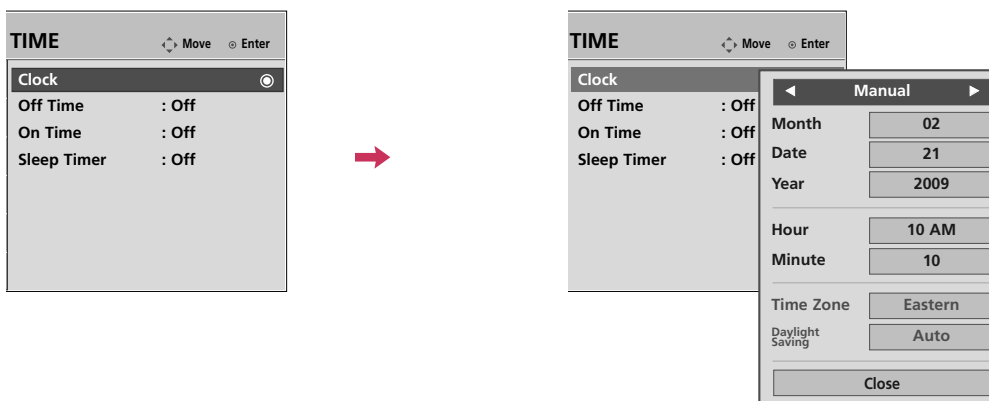 TIME Move Enter
Clock
Off Time : Off
On Time : Off
Sleep Timer : Off
TIME Move Enter
Clock
Off Time : Off
On Time : Off
Sleep Timer : Off
Manual
Month 02
Date 21
Year 2009
Hour 10 AM
Minute 10
Time Zone Eastern
Daylight
Saving
Auto
Close